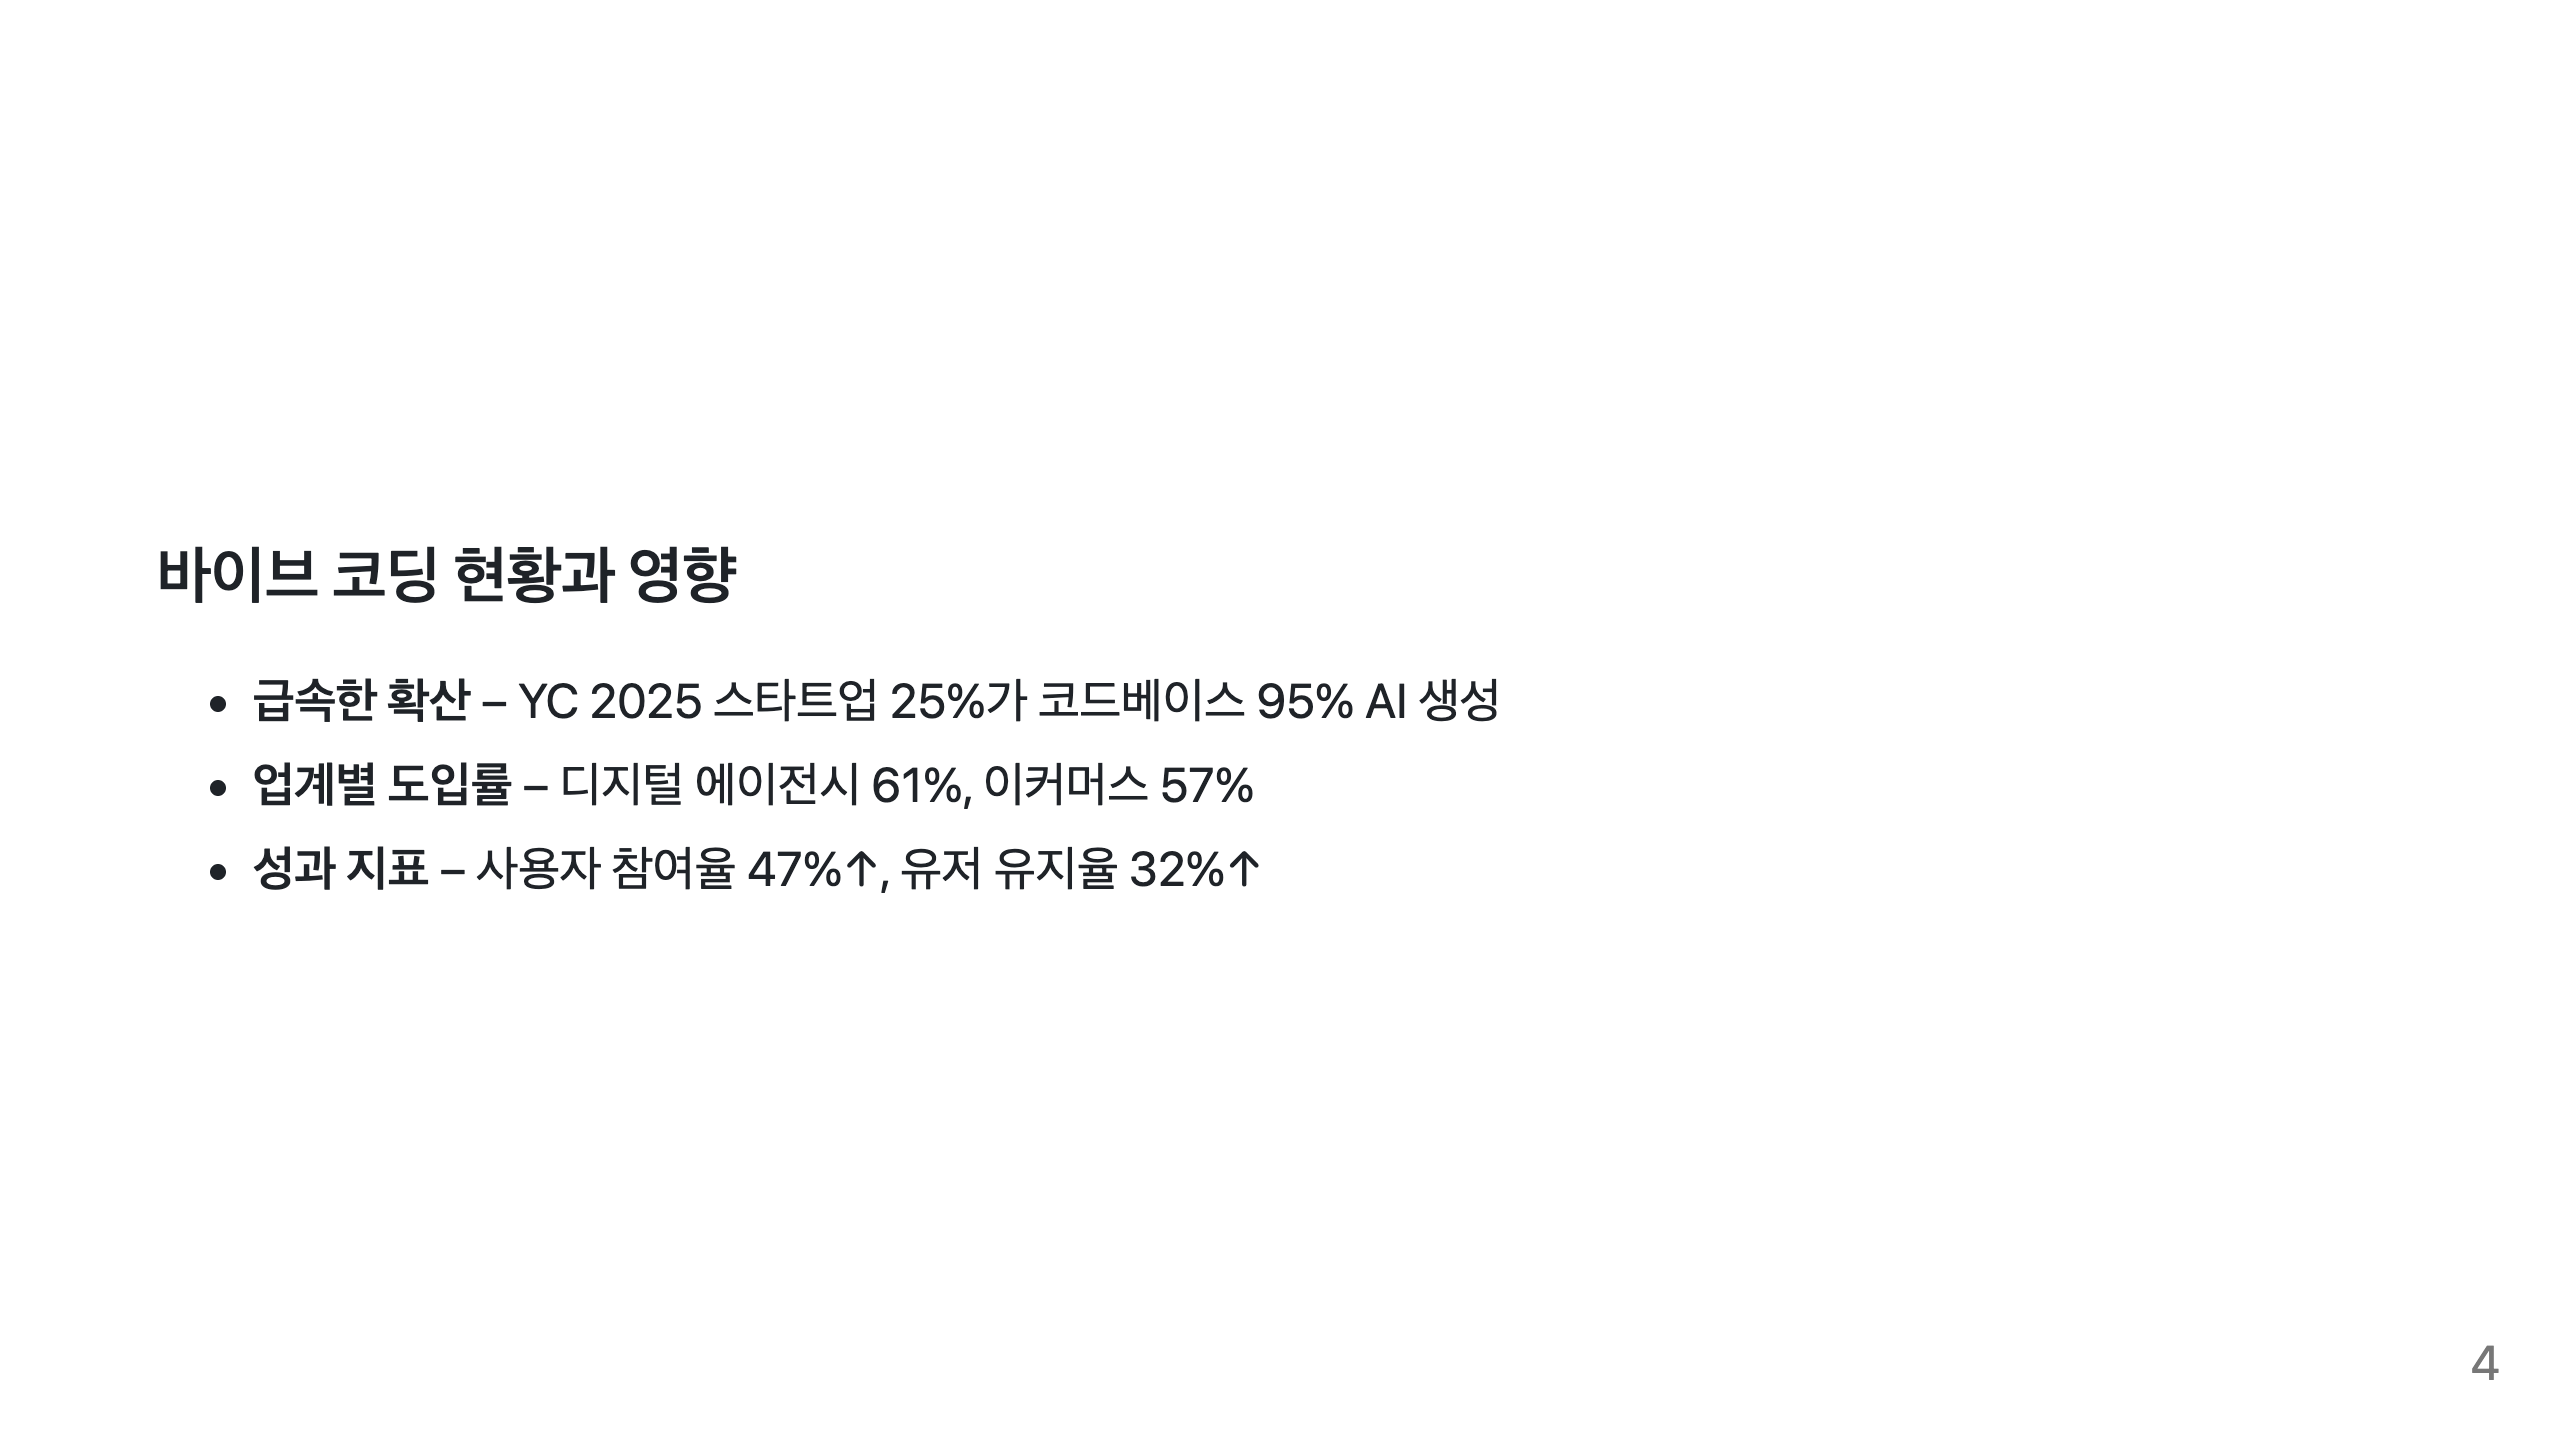 바이브 코딩 현황과 영향
• 급속한 확산 – YC 2025 스타트업 25%가 코드베이스 95% AI 생성
• 업계별 도입률 – 디지털 에이전시 61%, 이커머스 57%
• 성과 지표 – 사용자 참여율 47%↑, 유저 유지율 32%↑
4